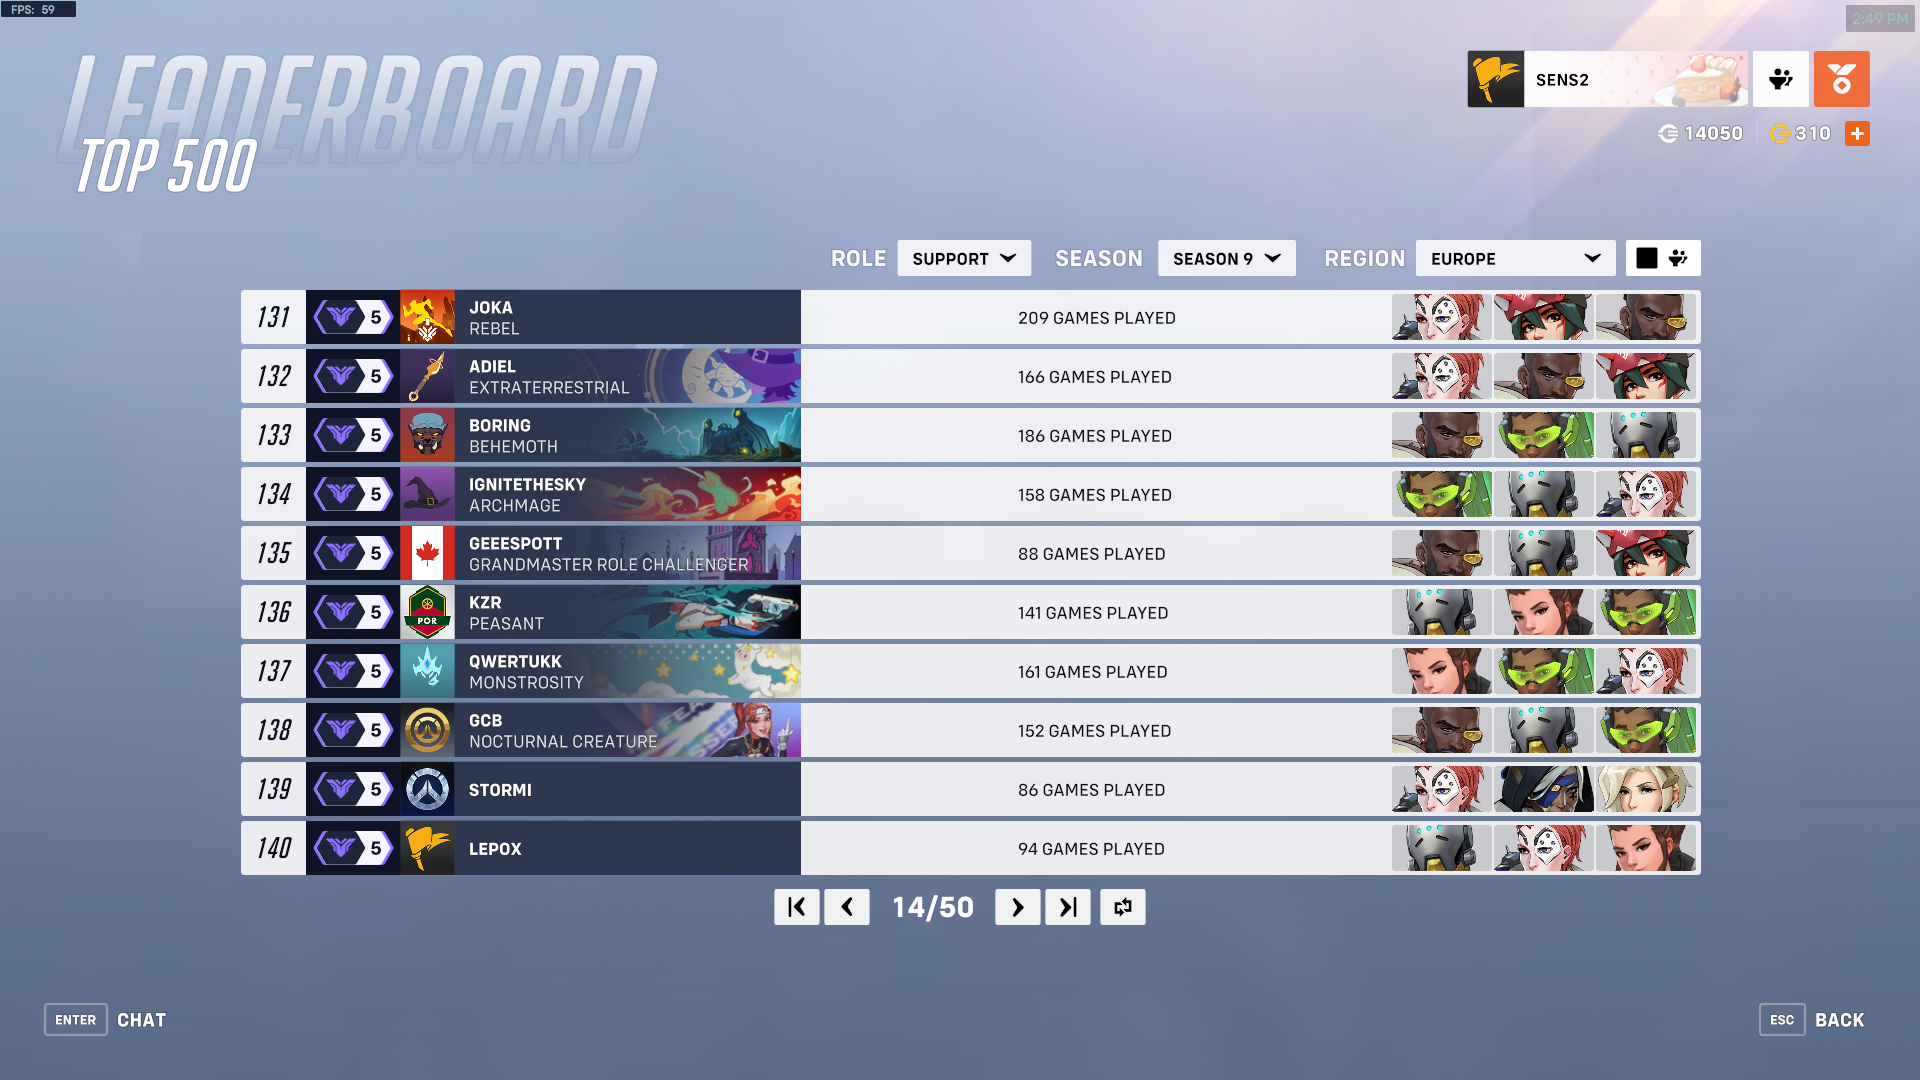 FPS: 59
2:49 PM
LEADERBOARD
TOP 500
SENS2
14050 310
ROLE SUPPORT SEASON SEASON 9 REGION EUROPE
131 5 JOKA
REBEL
209 GAMES PLAYED
132 5 ADIEL
EXTRATERRESTRIAL
166 GAMES PLAYED
133 5 BORING
BEHEMOTH
186 GAMES PLAYED
134 5 IGNITETHESKY
ARCHMAGE
158 GAMES PLAYED
135 5 GEEESPOTT
GRANDMASTER ROLE CHALLENGER
88 GAMES PLAYED
136 5 POR KZR
PEASANT
141 GAMES PLAYED
137 5 QWERTUKK
MONSTROSITY
161 GAMES PLAYED
138 5 GCB
NOCTURNAL CREATURE
152 GAMES PLAYED
139 5 STORMI 86 GAMES PLAYED
140 5 LEPOX 94 GAMES PLAYED
14/50
ENTER CHAT
ESC BACK